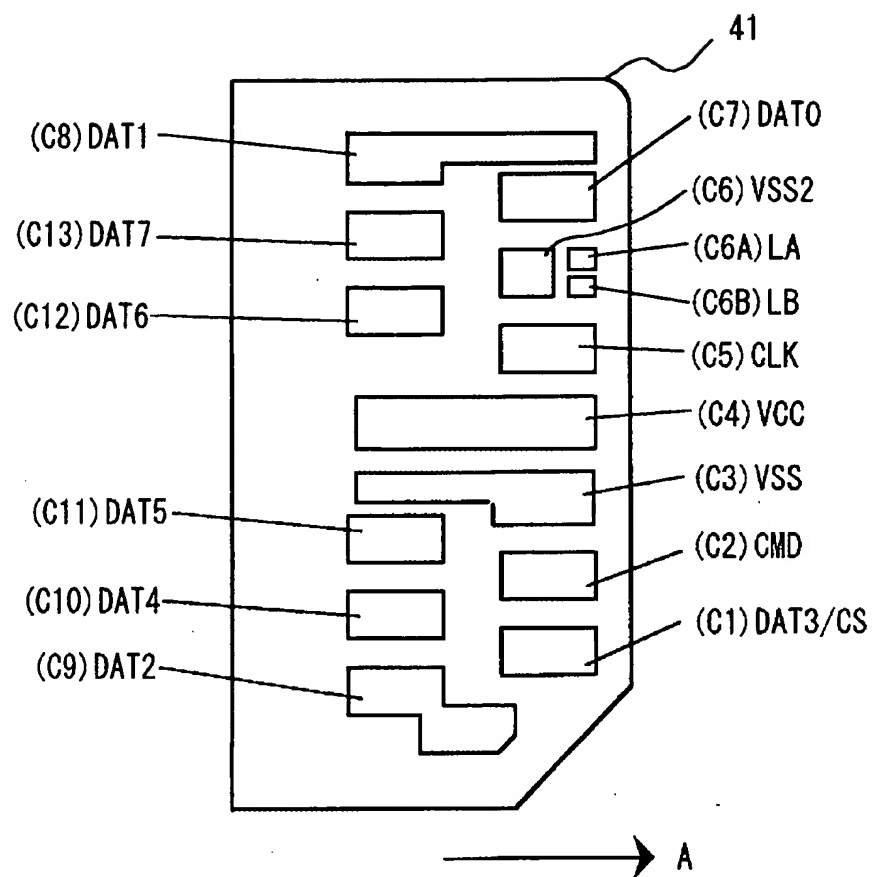 41
(C8) DAT1
(C7) DAT0
(C6) VSS2
(C13) DAT7
(C6A) LA
(C6B) LB
(C12) DAT6
(C5) CLK
(C4) VCC
(C3) VSS
(C11) DAT5
(C2) CMD
(C10) DAT4
(C1) DAT3/CS
(C9) DAT2
A